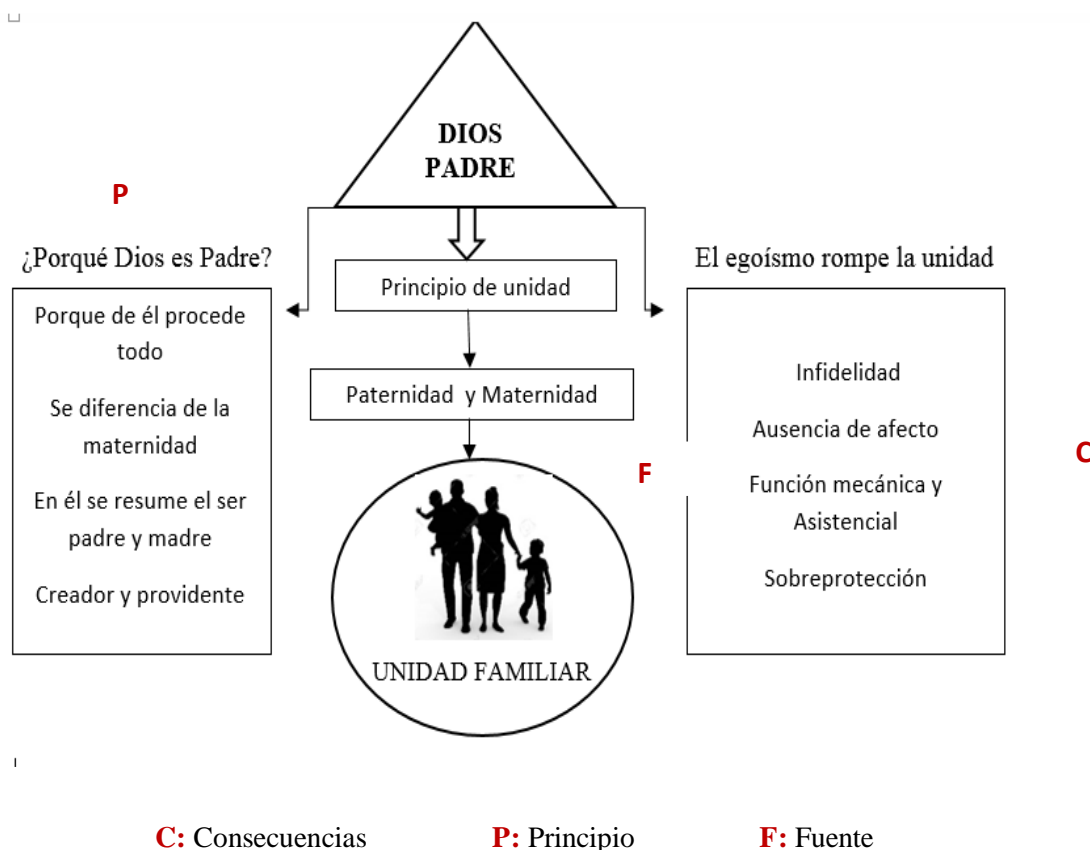 DIOS
PADRE
P
¿Porqué Dios es Padre?
Porque de él procede
todo
Se diferencia de la
maternidad
En él se resume el ser
padre y madre
Creador y providente
Principio de unidad
Paternidad y Maternidad
F
UNIDAD FAMILIAR
El egoísmo rompe la unidad
Infidelidad
Ausencia de afecto
Función mecánica y
Asistencial
Sobreprotección
C
C: Consecuencias P: Principio F: Fuente